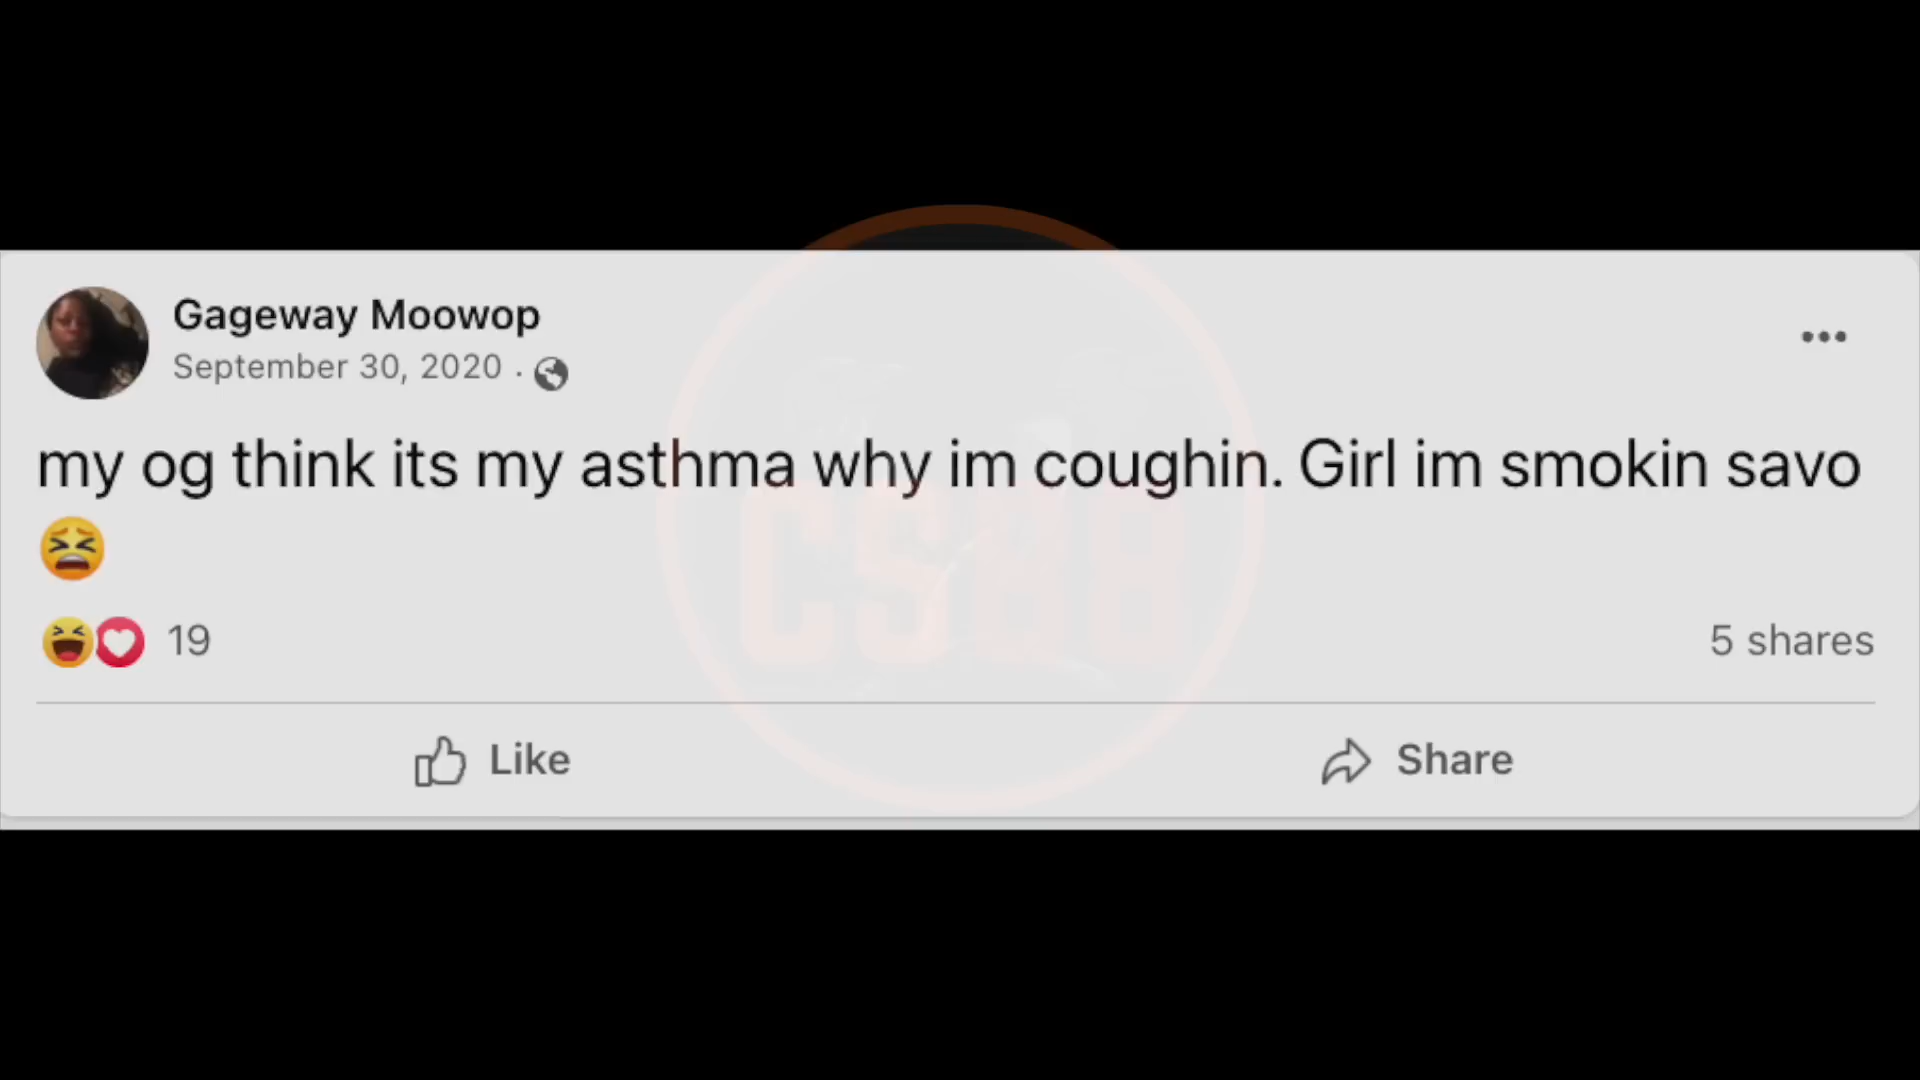 Gageway Moowop
September 30, 2020 ·
my og think its my asthma why im coughin. Girl im smokin savo
😫
19
5 shares
Like
Share
CS88